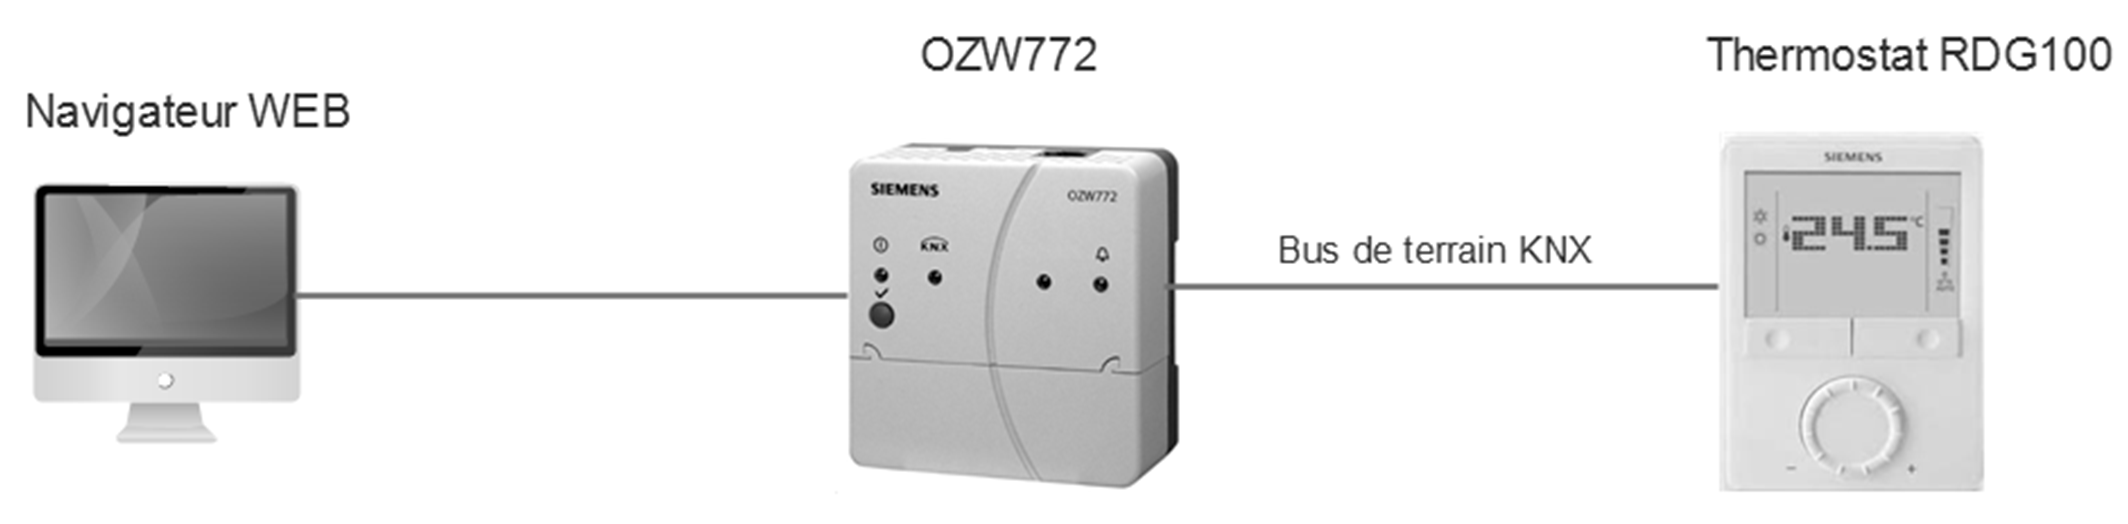 OZW772
Thermostat RDG100
Navigateur WEB
SIEMENS
OZW772
KNX
Bus de terrain KNX
SIEMENS
24.5 °C
- +